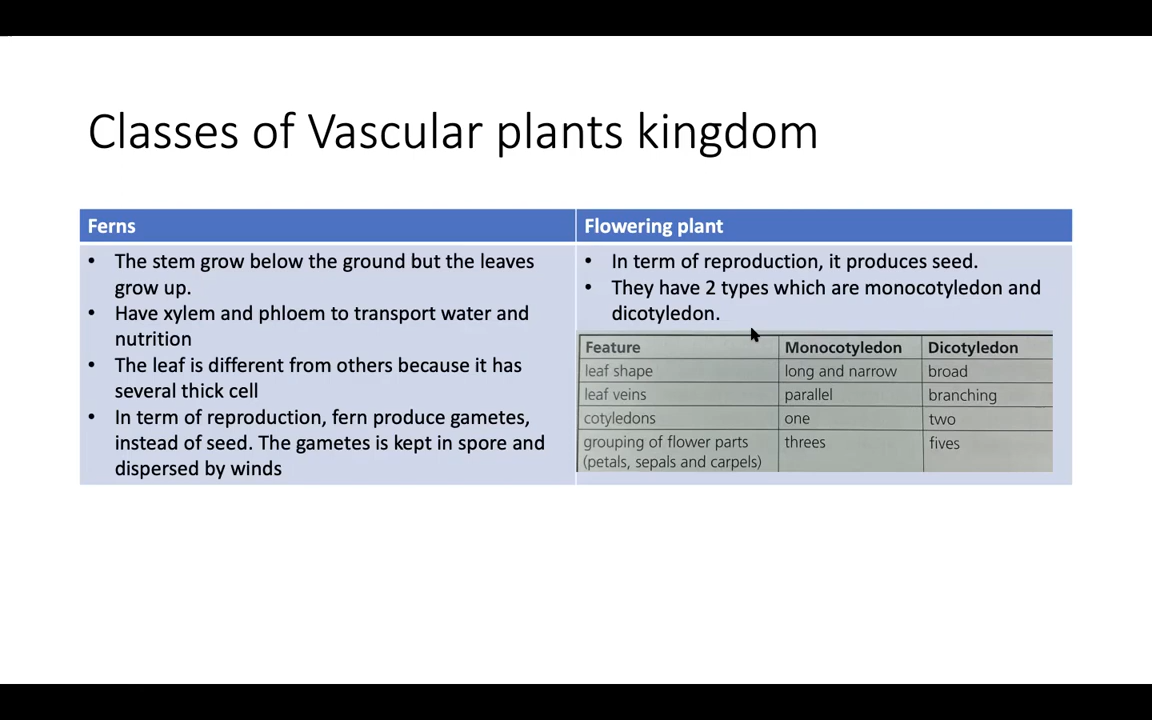 Classes of Vascular plants kingdom
Ferns
• The stem grow below the ground but the leaves
grow up.
• Have xylem and phloem to transport water and
nutrition
• The leaf is different from others because it has
several thick cell
• In term of reproduction, fern produce gametes,
instead of seed. The gametes is kept in spore and
dispersed by winds
Flowering plant
• In term of reproduction, it produces seed.
• They have 2 types which are monocotyledon and
dicotyledon.
Feature Monocotyledon Dicotyledon
leaf shape long and narrow broad
leaf veins parallel branching
cotyledons one two
grouping of flower parts threes fives
(petals, sepals and carpels)